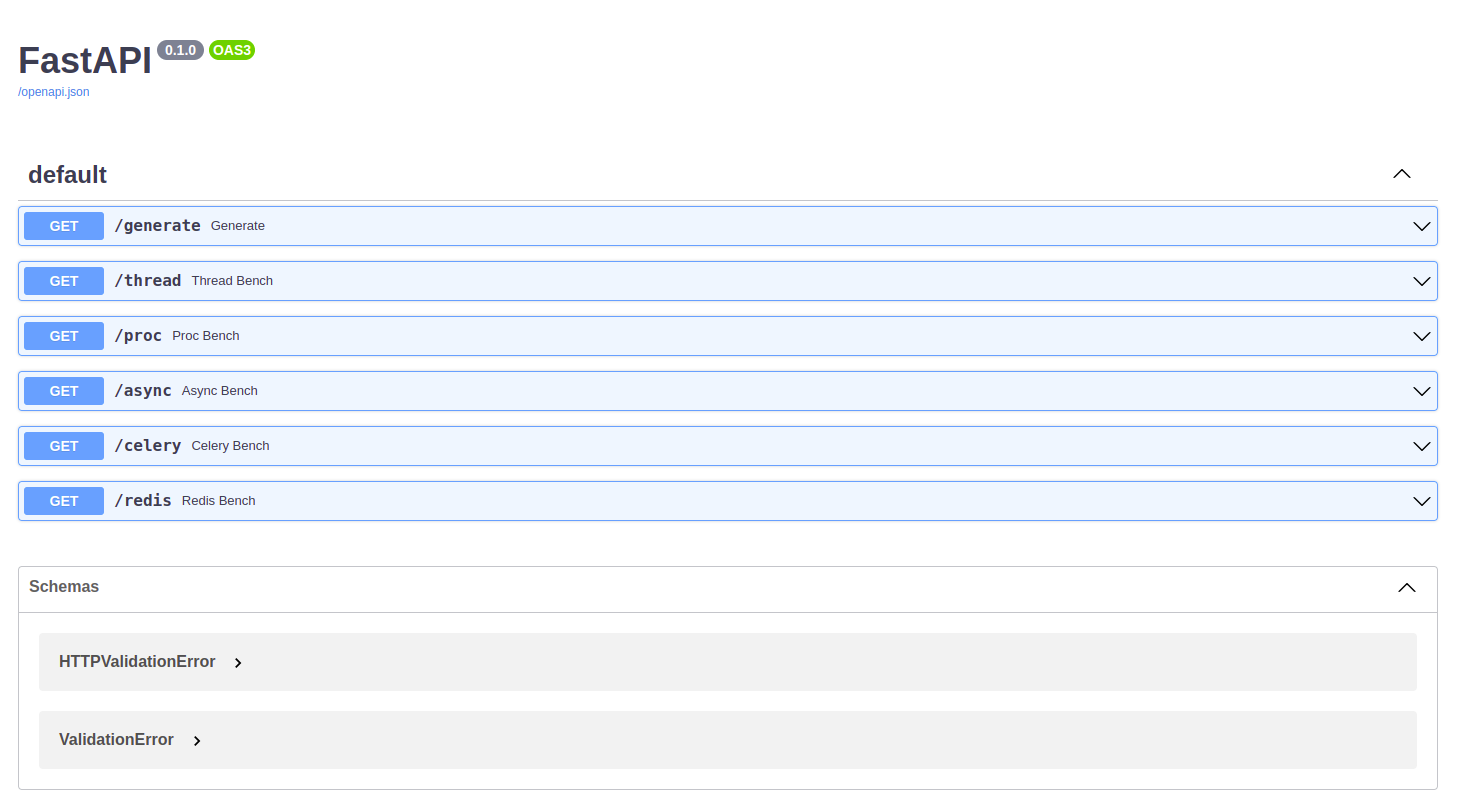 FastAPI 0.1.0 OAS3
/openapi.json
default
GET /generate Generate
GET /thread Thread Bench
GET /proc Proc Bench
GET /async Async Bench
GET /celery Celery Bench
GET /redis Redis Bench
Schemas
HTTPValidationError
ValidationError